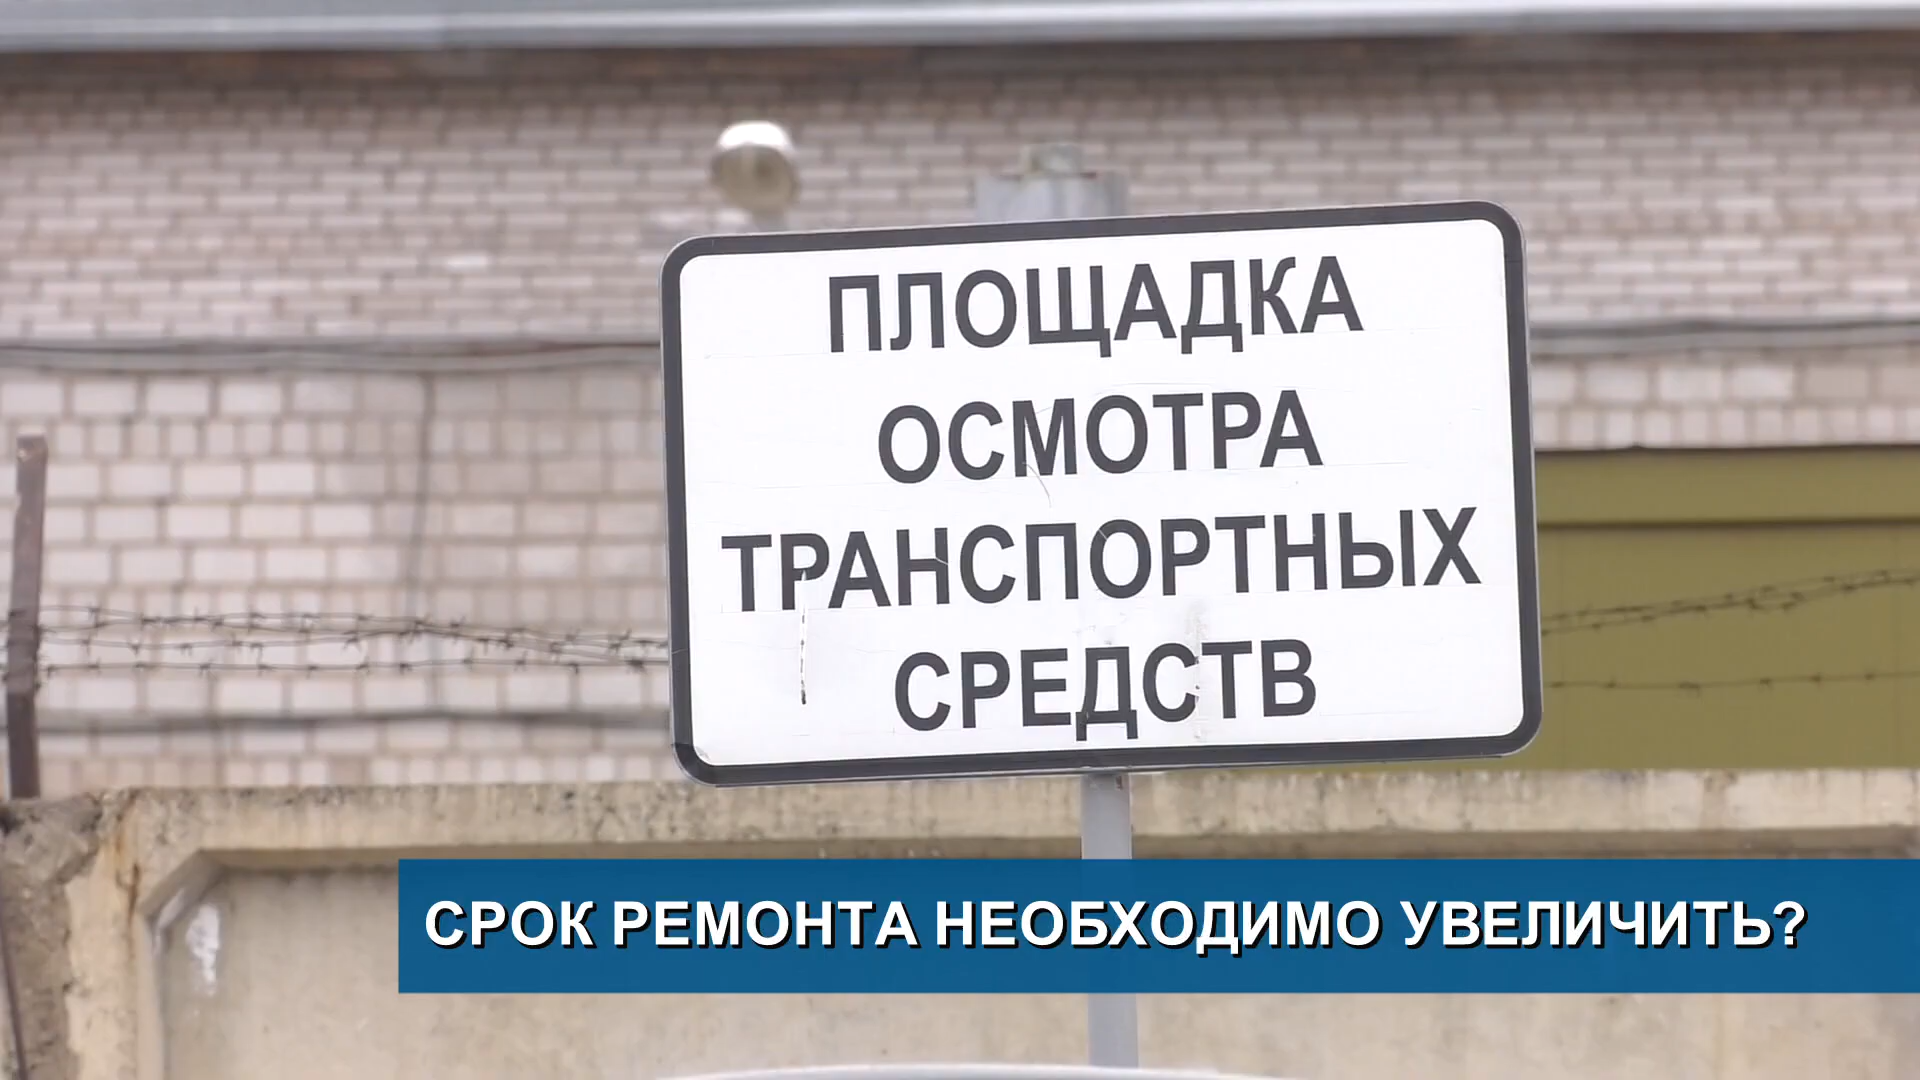 ПЛОЩАДКА
ОСМОТРА
ТРАНСПОРТНЫХ
СРЕДСТВ
СРОК РЕМОНТА НЕОБХОДИМО УВЕЛИЧИТЬ?